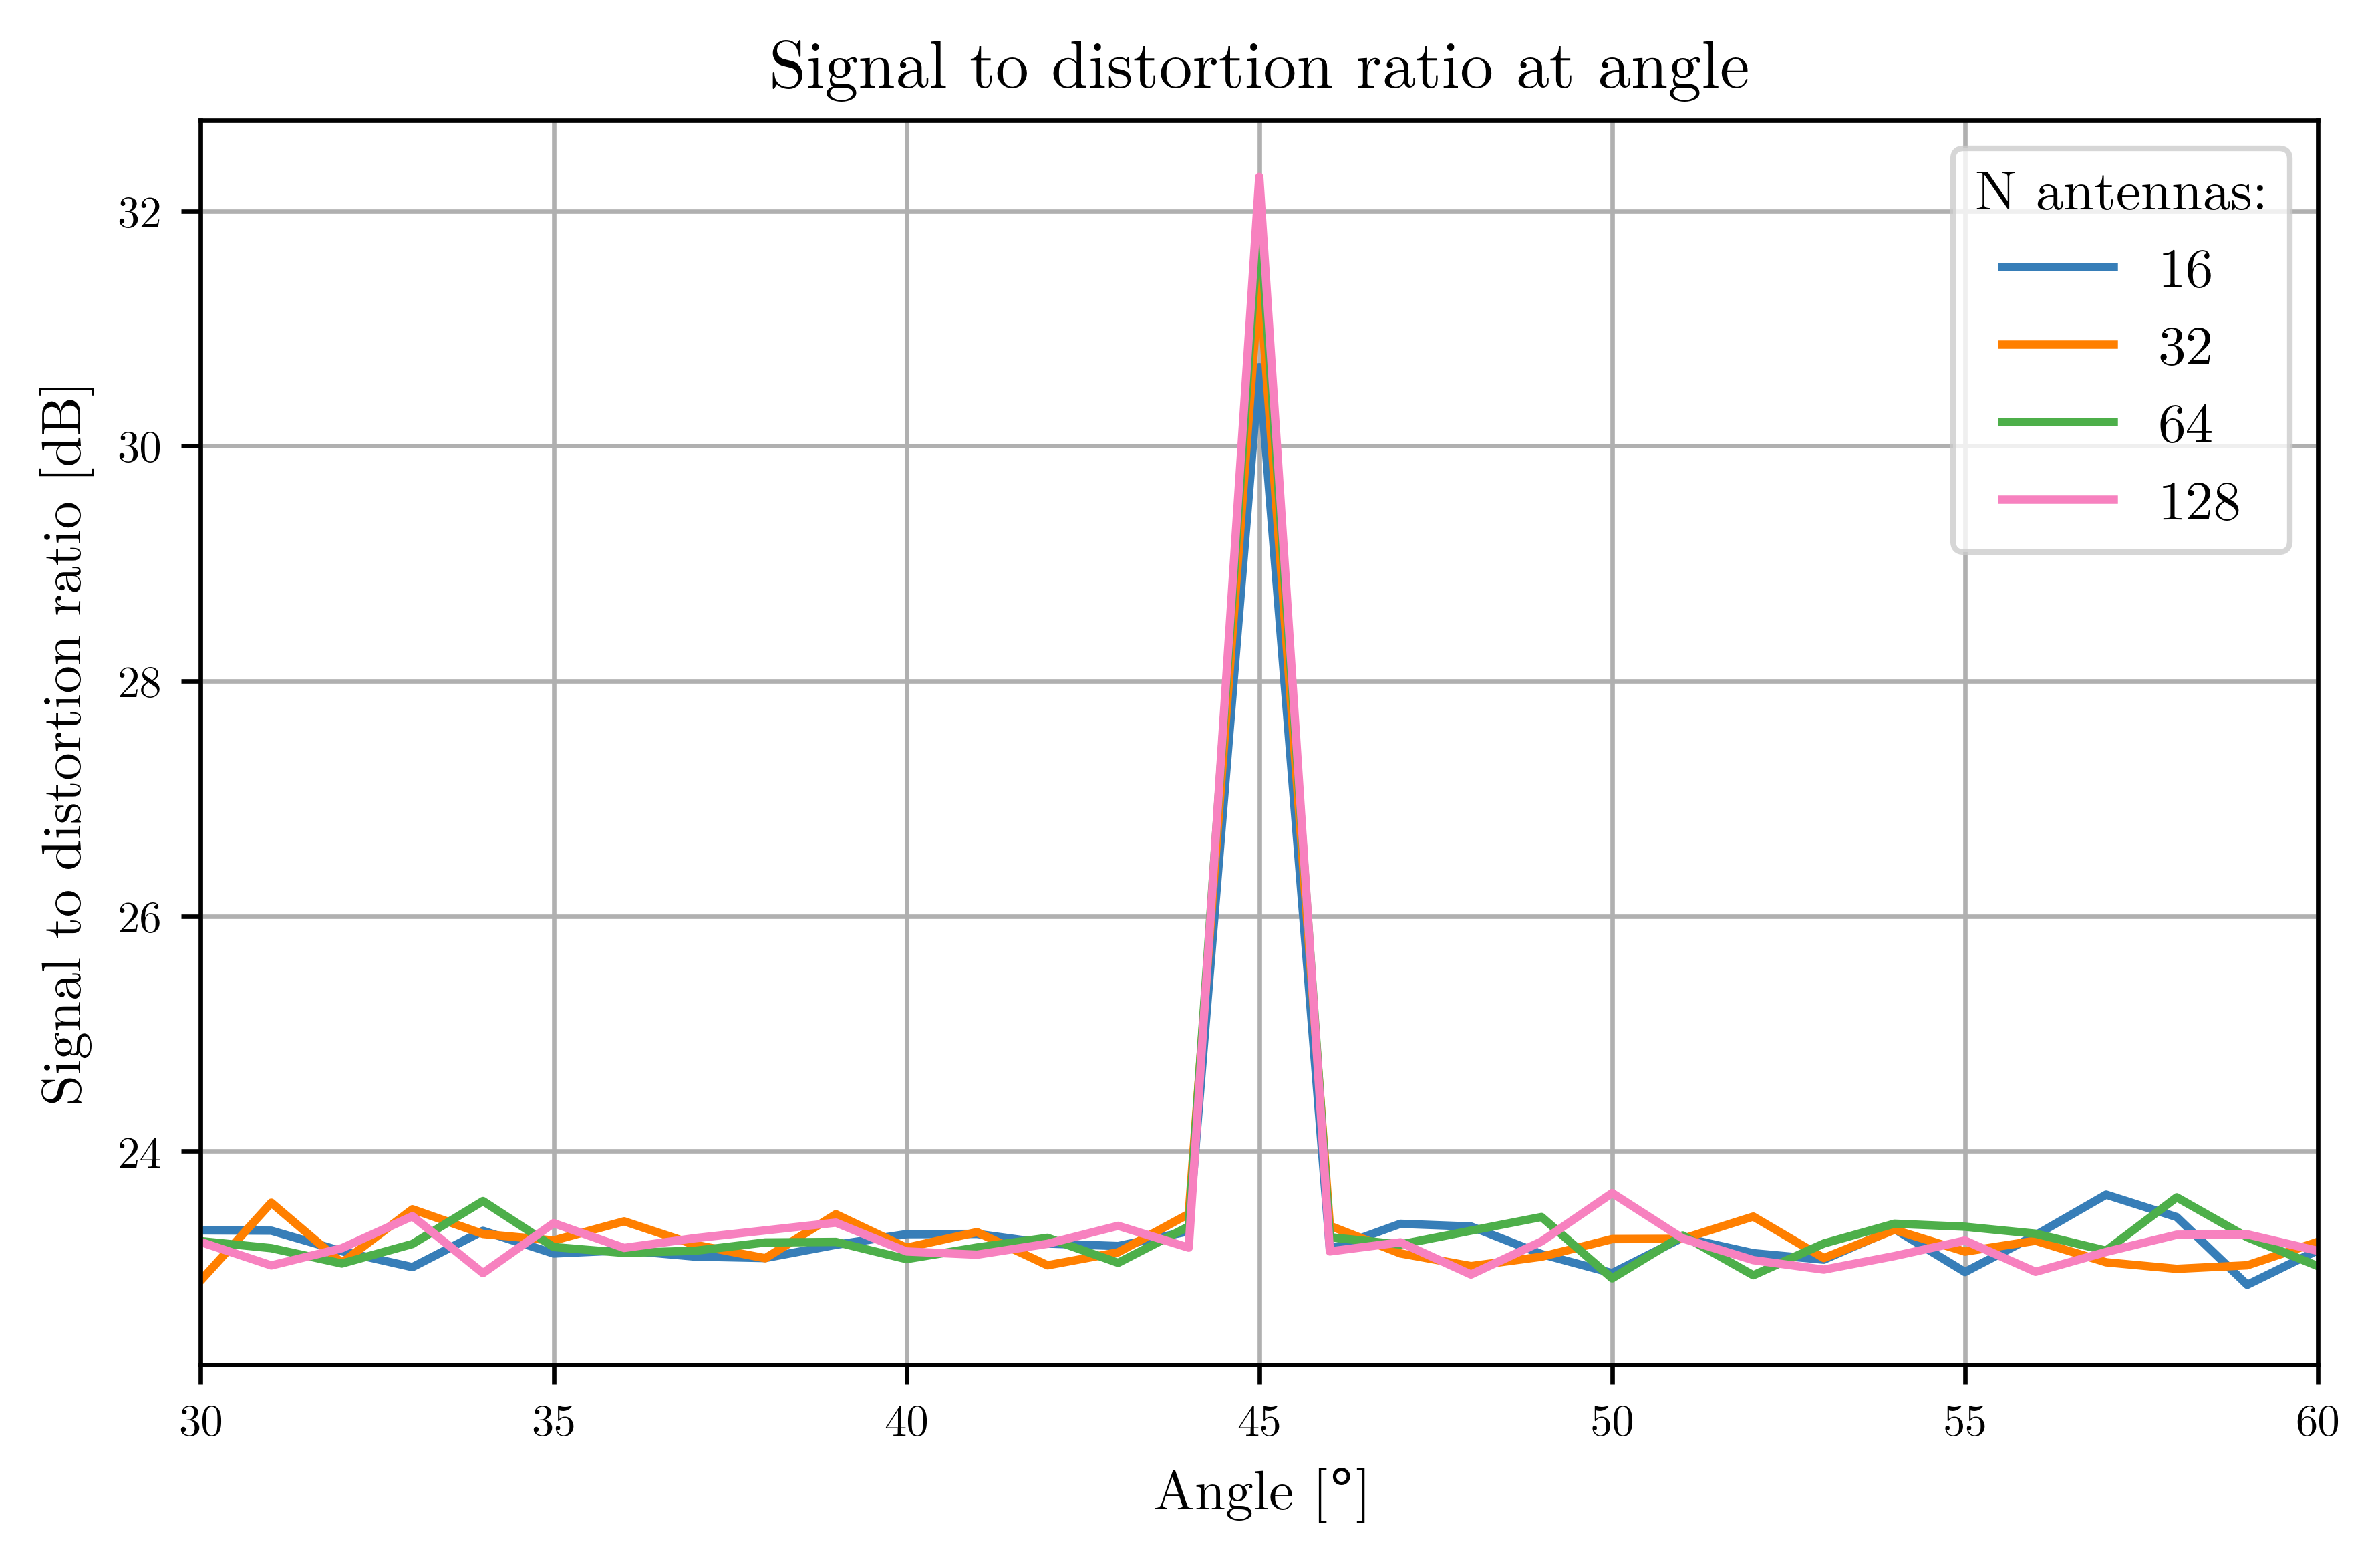 Signal to distortion ratio at angle
Signal to distortion ratio [dB]
32
30
28
26
24
N antennas:
16
32
64
128
30 35 40 45 50 55 60
Angle [°]